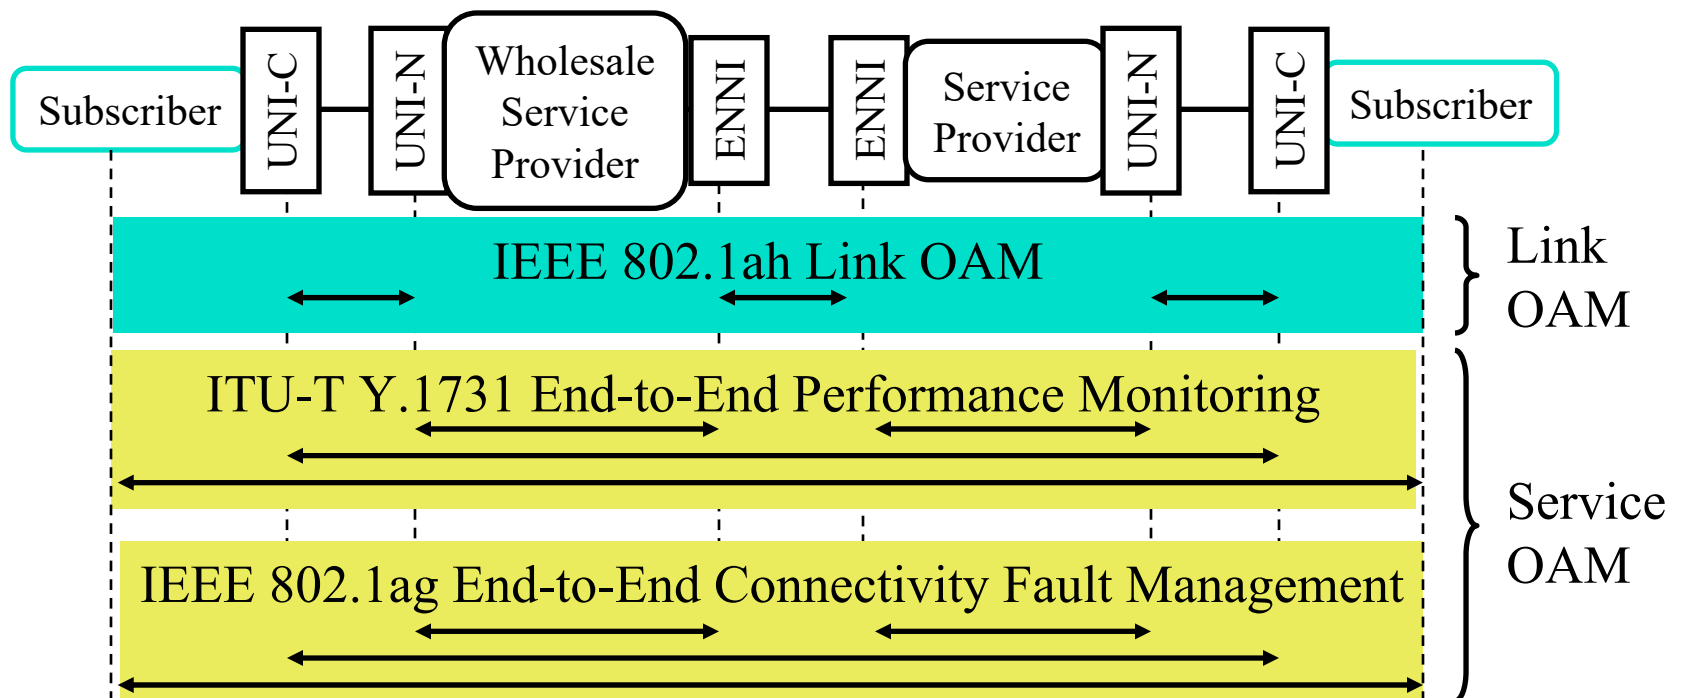 Subscriber
UNI-C
UNI-N
Wholesale
Service
Provider
ENNI
ENNI
Service
Provider
UNI-N
UNI-C
Subscriber
IEEE 802.1ah Link OAM
Link
OAM
ITU-T Y.1731 End-to-End Performance Monitoring
IEEE 802.1ag End-to-End Connectivity Fault Management
Service
OAM